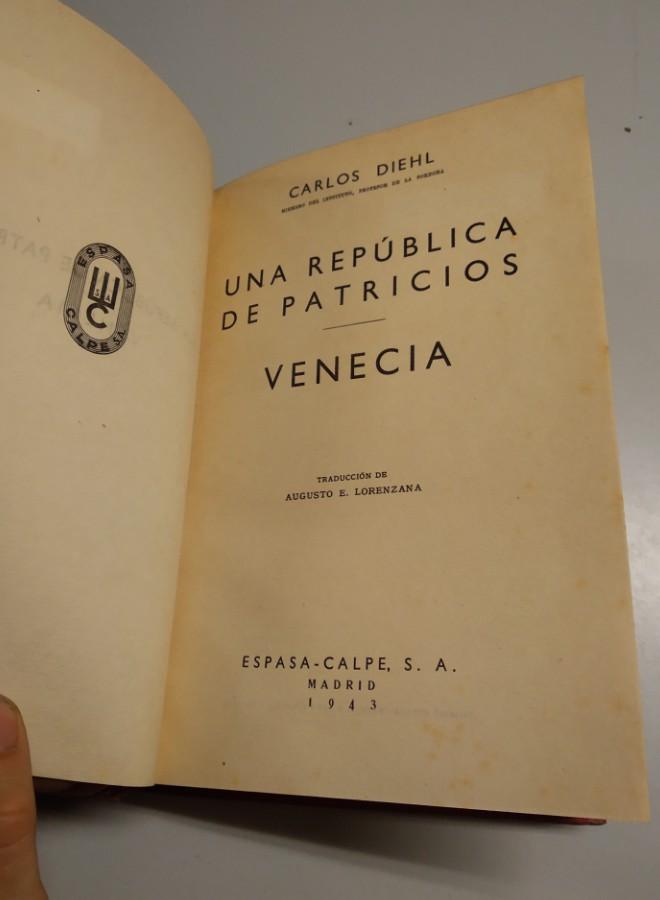 ESPASA
CALPE S.A.
CARLOS DIEHL
MIEMBRO DEL INSTITUTO, PROFESOR DE LA SORBONA
UNA REPÚBLICA
DE PATRICIOS
VENECIA
TRADUCCIÓN DE
AUGUSTO E. LORENZANA
ESPASA-CALPE, S. A.
MADRID
1943